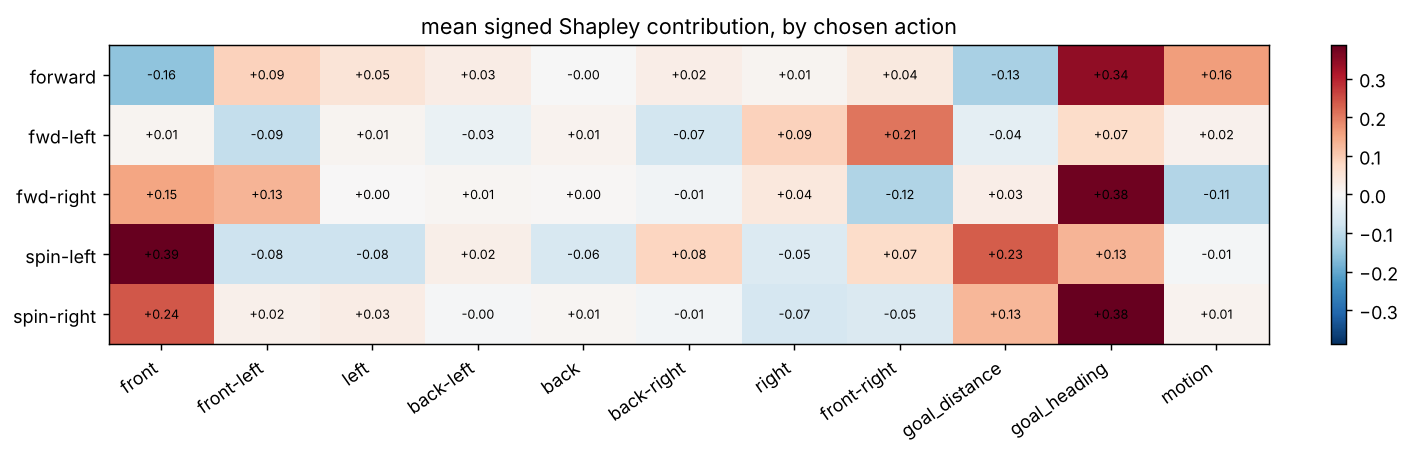 mean signed Shapley contribution, by chosen action
forward -0.16 +0.09 +0.05 +0.03 -0.00 +0.02 +0.01 +0.04 -0.13 +0.34 +0.16
fwd-left +0.01 -0.09 +0.01 -0.03 +0.01 -0.07 +0.09 +0.21 -0.04 +0.07 +0.02
fwd-right +0.15 +0.13 +0.00 +0.01 +0.00 -0.01 +0.04 -0.12 +0.03 +0.38 -0.11
spin-left +0.39 -0.08 -0.08 +0.02 -0.06 +0.08 -0.05 +0.07 +0.23 +0.13 -0.01
spin-right +0.24 +0.02 +0.03 -0.00 +0.01 -0.01 -0.07 -0.05 +0.13 +0.38 +0.01
front front-left left back-left back back-right right front-right goal_distance goal_heading motion
0.3
0.2
0.1
0.0
−0.1
−0.2
−0.3